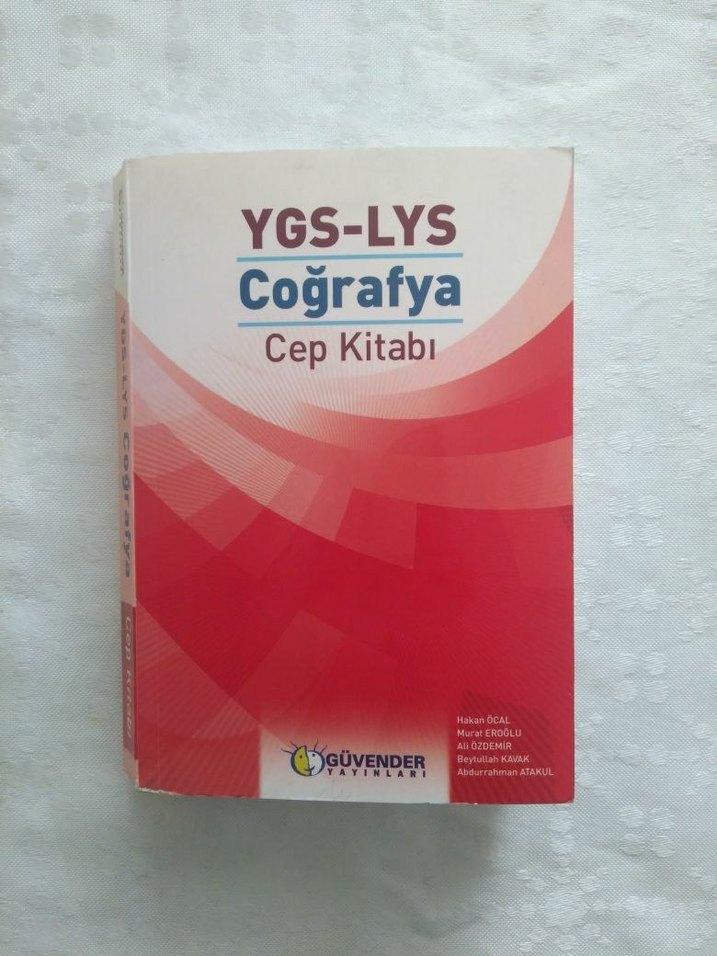 YGS-LYS
Coğrafya
Cep Kitabı
GÜVENDER
YAYINLARI
Hakan ÖCAL
Murat EROĞLU
Ali ÖZDEMİR
Beytullah KAVAK
Abdurrahman ATAKUL
YGS-LYS Coğrafya
Cep Kitabı